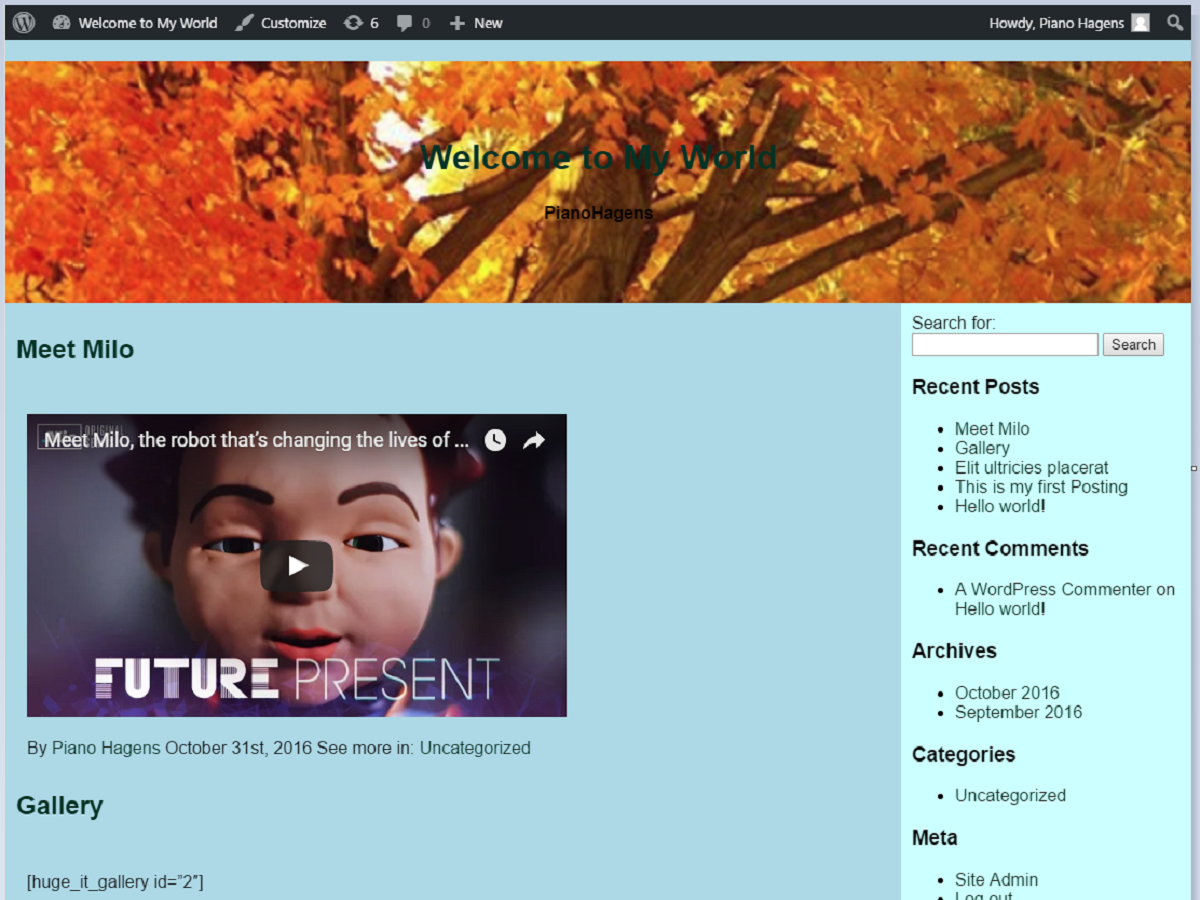 Welcome to My World Customize 6 0 New Howdy, Piano Hagens
Welcome to My World
PianoHagens
Meet Milo
ORIGINAL
Meet Milo, the robot that's changing the lives of ...
FUTURE PRESENT
By Piano Hagens October 31st, 2016 See more in: Uncategorized
Gallery
[huge_it_gallery id=”2″]
Search for:
Search
Recent Posts
Meet Milo
Gallery
Elit ultricies placerat
This is my first Posting
Hello world!
Recent Comments
A WordPress Commenter on
Hello world!
Archives
October 2016
September 2016
Categories
Uncategorized
Meta
Site Admin
Log out